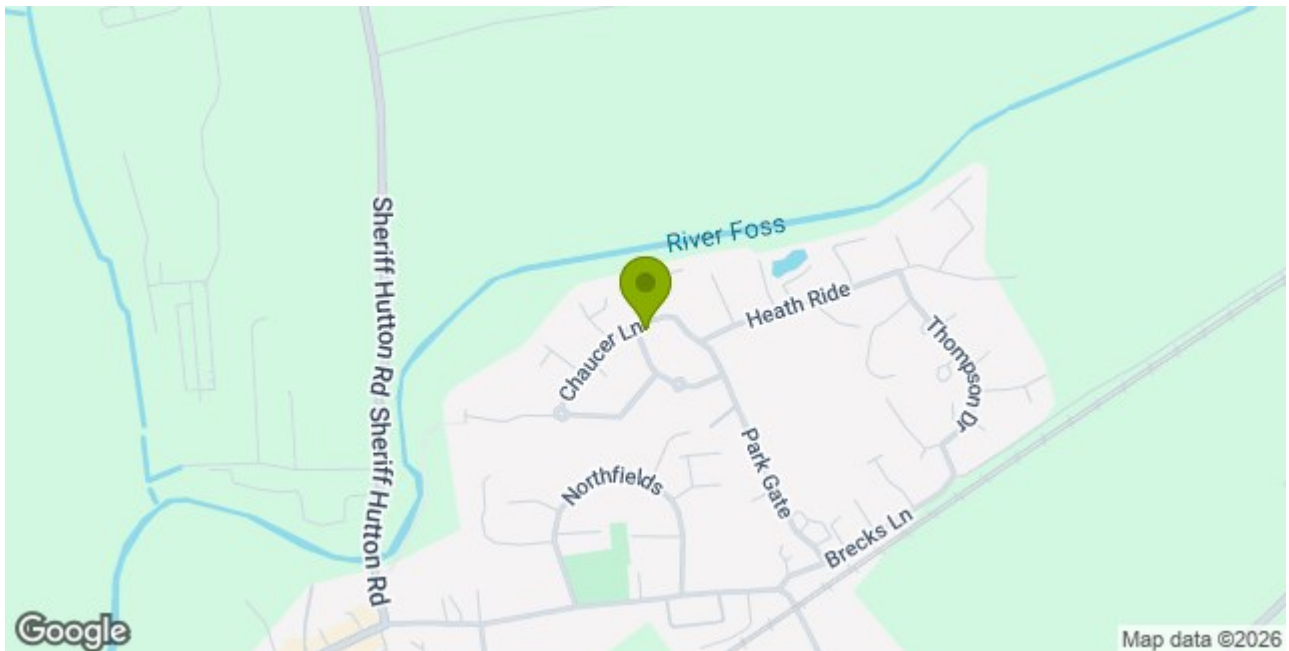 River Foss
Sheriff Hutton Rd
Sheriff Hutton Rd
Heath Ride
Chaucer Ln
Thompson Dr
Park Gate
Northfields
Brecks Ln
Google
Map data ©2026